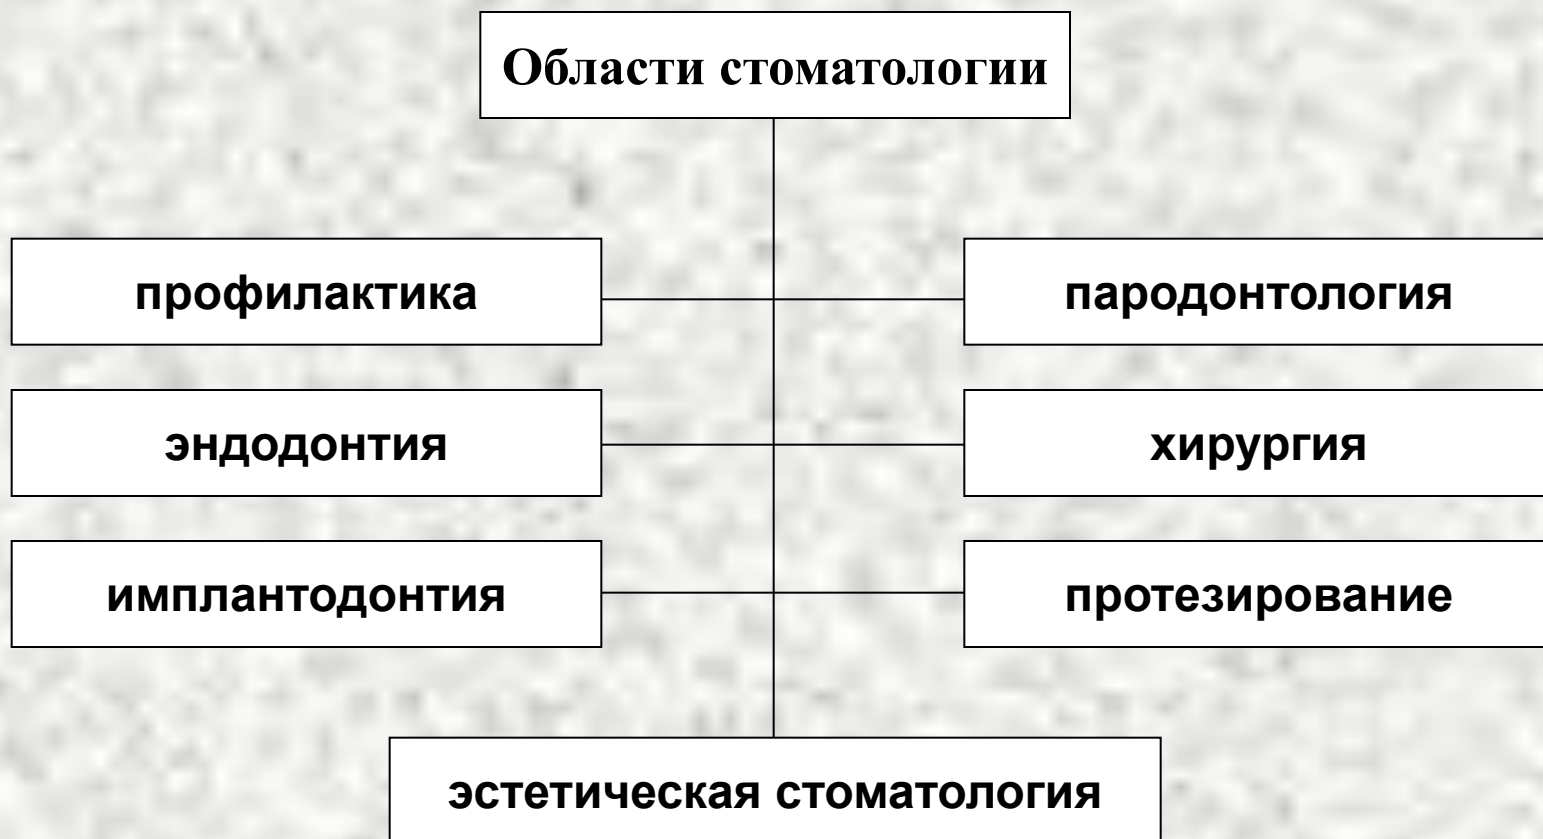 Области стоматологии
профилактика
пародонтология
эндодонтия
хирургия
имплантодонтия
протезирование
эстетическая стоматология